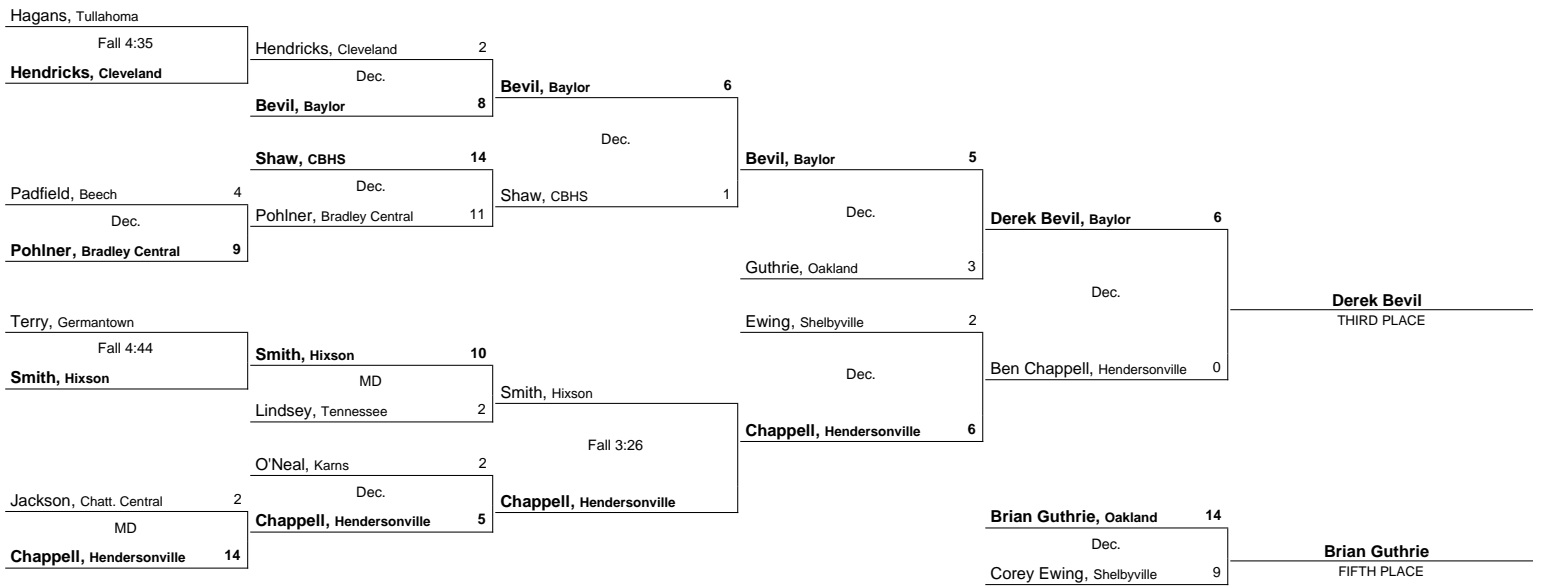 Hagans, Tullahoma
Fall 4:35
Hendricks, Cleveland
Padfield, Beech 4
Dec.
Pohlner, Bradley Central 9
Terry, Germantown
Fall 4:44
Smith, Hixson
Jackson, Chatt. Central 2
MD
Chappell, Hendersonville 14
Hendricks, Cleveland 2
Dec.
Bevil, Baylor 8
Shaw, CBHS 14
Dec.
Pohlner, Bradley Central 11
Smith, Hixson 10
MD
Lindsey, Tennessee 2
O'Neal, Karns 2
Dec.
Chappell, Hendersonville 5
Bevil, Baylor 6
Dec.
Shaw, CBHS 1
Smith, Hixson
Fall 3:26
Chappell, Hendersonville
Bevil, Baylor 5
Dec.
Guthrie, Oakland 3
Ewing, Shelbyville 2
Dec.
Chappell, Hendersonville 6
Derek Bevil, Baylor 6
Dec.
Ben Chappell, Hendersonville 0
Derek Bevil
THIRD PLACE
Brian Guthrie, Oakland 14
Dec.
Corey Ewing, Shelbyville 9
Brian Guthrie
FIFTH PLACE